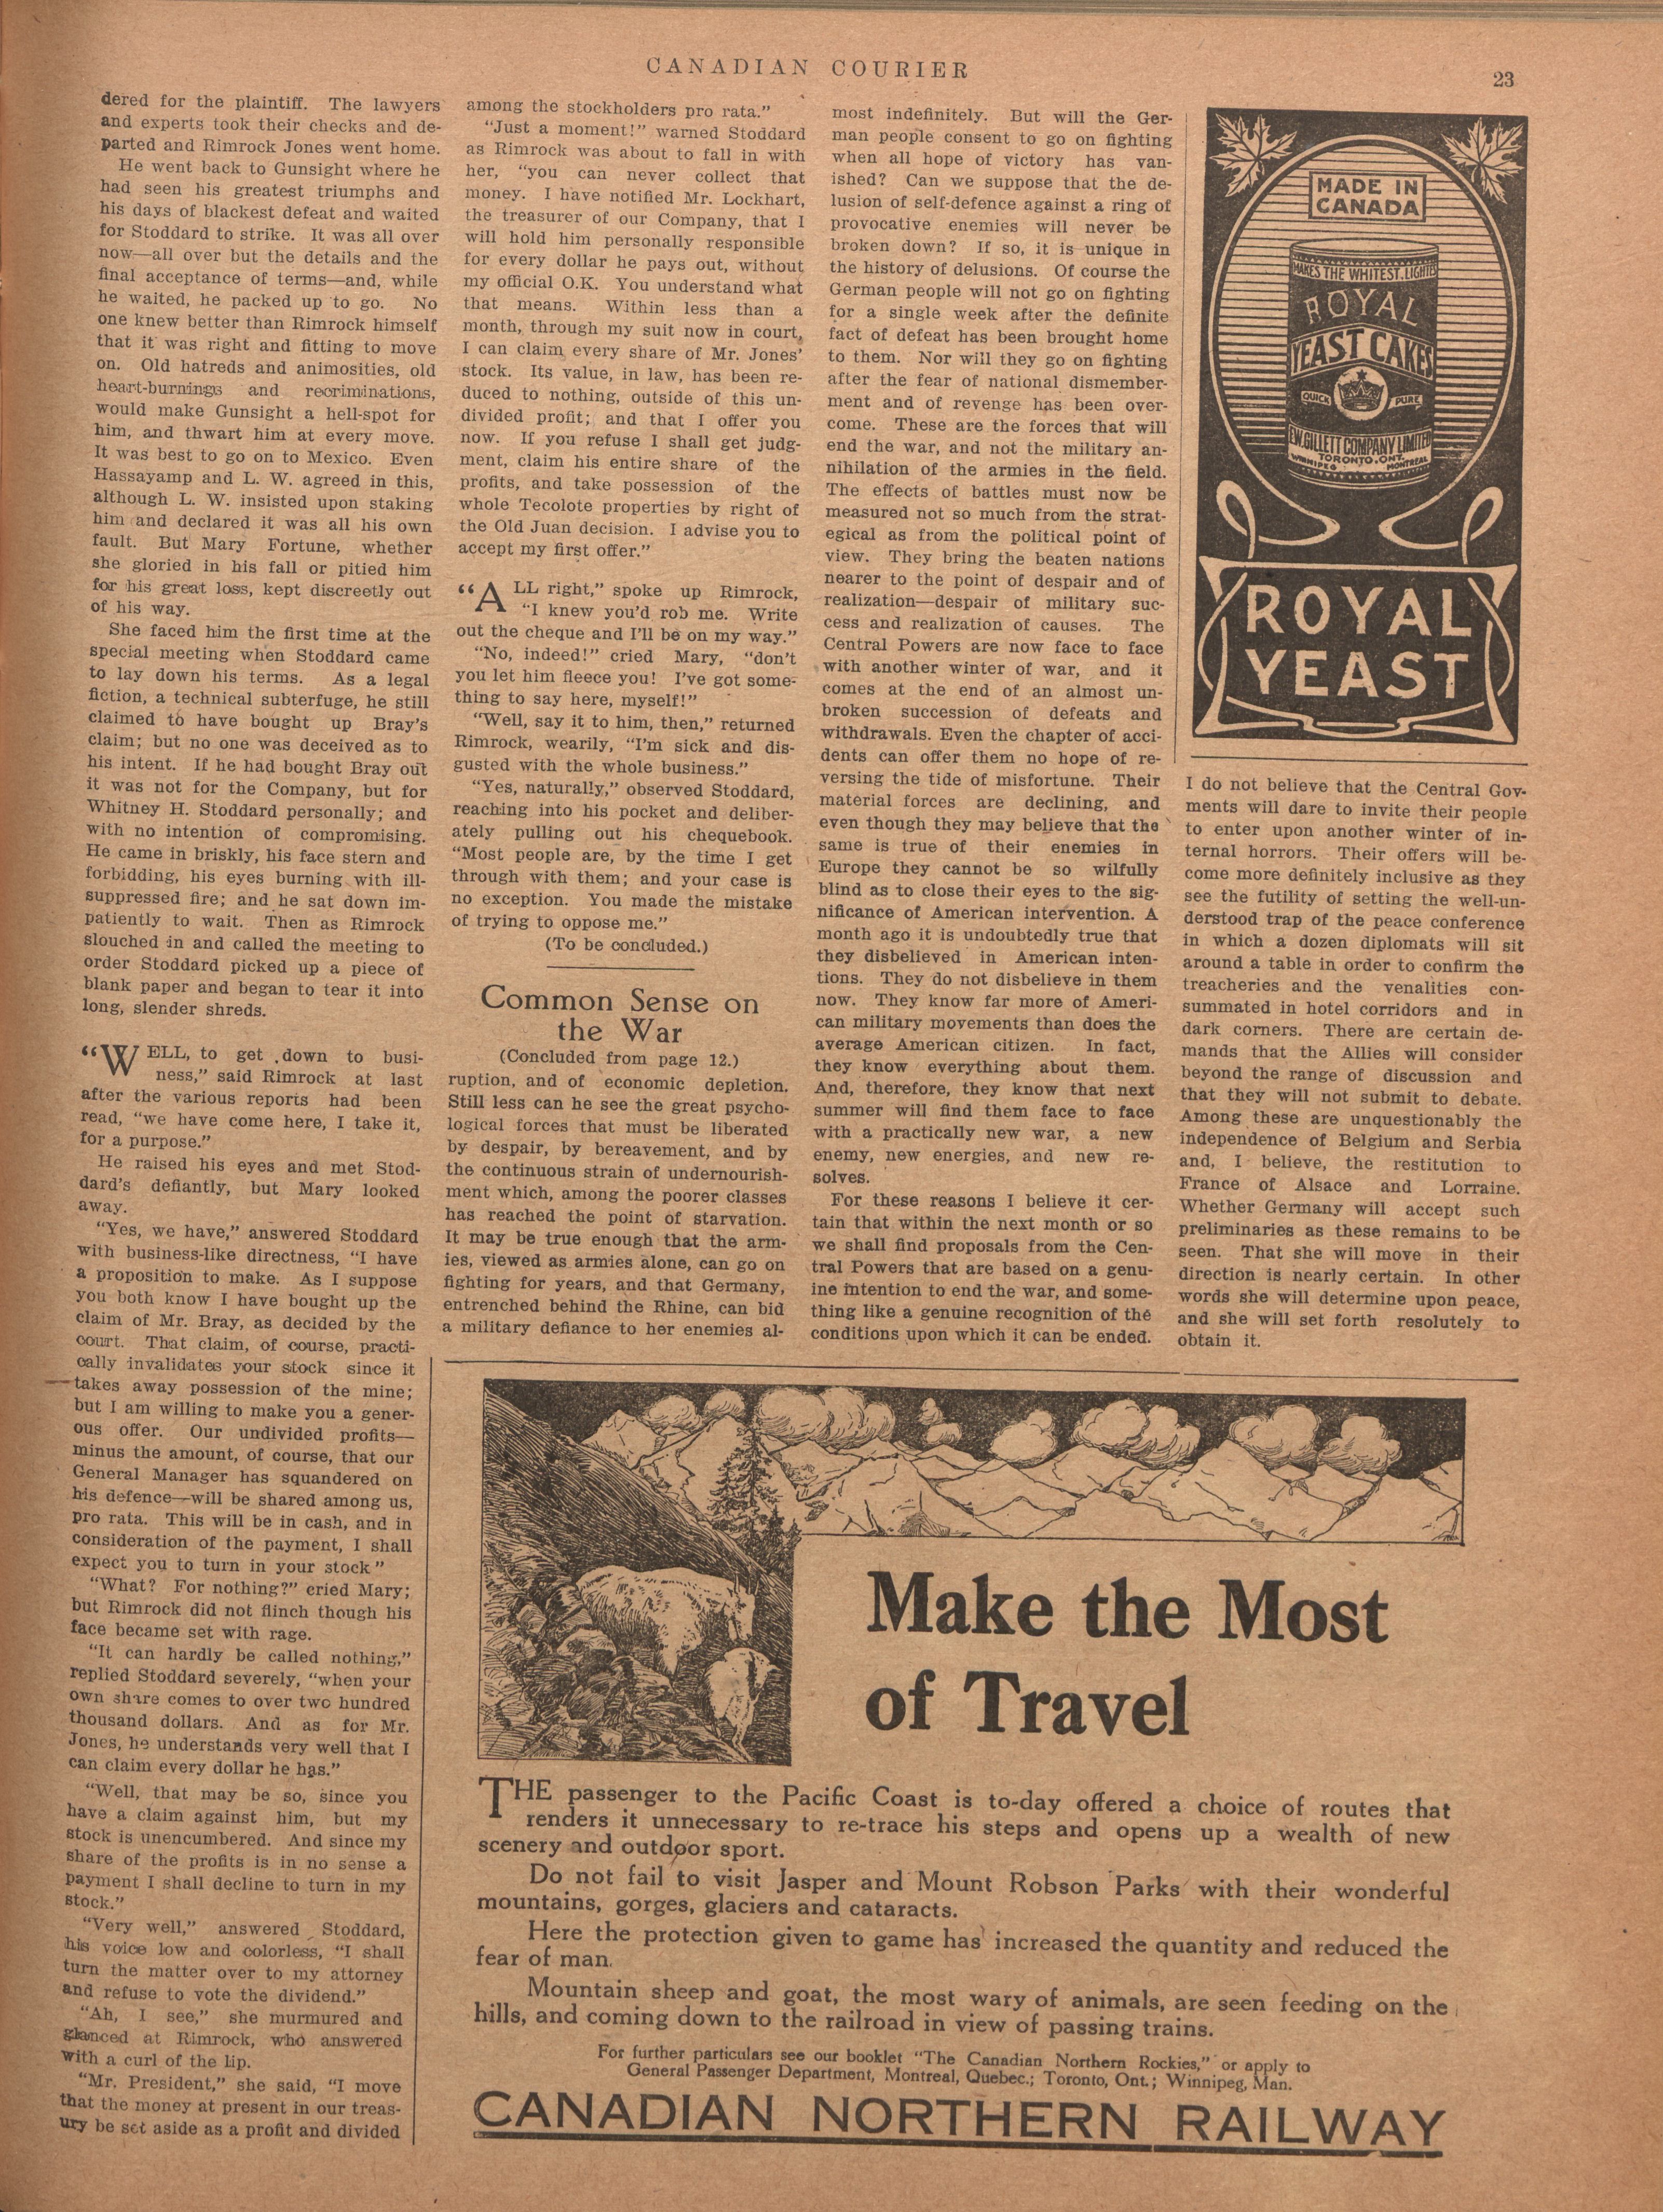 CANADIAN COURIER
23
dered for the plaintiff. The lawyers
and experts took their checks and de-
parted and Rimrock Jones went home.
He went back to Gunsight where he
had seen his greatest triumphs and
his days of blackest defeat and waited
for Stoddard to strike. It was all over
now—all over but the details and the
final acceptance of terms—and, while
he waited, he packed up to go. No
one knew better than Rimrock himself
that it was right and fitting to move
on. Old hatreds and animosities, old
heart-burnings and recriminations,
would make Gunsight a hell-spot for
him, and thwart him at every move.
It was best to go on to Mexico. Even
Hassayamp and L. W. agreed in this,
although L. W. insisted upon staking
him and declared it was all his own
fault. But Mary Fortune, whether
she gloried in his fall or pitied him
for his great loss, kept discreetly out
of his way.
She faced him the first time at the
special meeting when Stoddard came
to lay down his terms. As a legal
fiction, a technical subterfuge, he still
claimed to have bought up Bray's
claim; but no one was deceived as to
his intent. If he had bought Bray out
it was not for the Company, but for
Whitney H. Stoddard personally; and
with no intention of compromising.
He came in briskly, his face stern and
forbidding, his eyes burning with ill-
suppressed fire; and he sat down im-
patiently to wait. Then as Rimrock
slouched in and called the meeting to
order Stoddard picked up a piece of
blank paper and began to tear it into
long, slender shreds.
"WELL, to get down to busi-
ness," said Rimrock at last
after the various reports had been
read, "we have come here, I take it,
for a purpose."
He raised his eyes and met Stod-
dard's defiantly, but Mary looked
away.
"Yes, we have," answered Stoddard
with business-like directness, "I have
a proposition to make. As I suppose
you both know I have bought up the
claim of Mr. Bray, as decided by the
court. That claim, of course, practi-
cally invalidates your stock since it
takes away possession of the mine;
but I am willing to make you a gener-
ous offer. Our undivided profits—
minus the amount, of course, that our
General Manager has squandered on
his defence—will be shared among us,
pro rata. This will be in cash, and in
consideration of the payment, I shall
expect you to turn in your stock"
"What? For nothing?" cried Mary;
but Rimrock did not flinch though his
face became set with rage.
"It can hardly be called nothing,"
replied Stoddard severely, "when your
own share comes to over two hundred
thousand dollars. And as for Mr.
Jones, he understands very well that I
can claim every dollar he has."
"Well, that may be so, since you
have a claim against him, but my
stock is unencumbered. And since my
share of the profits is in no sense a
payment I shall decline to turn in my
stock."
"Very well," answered Stoddard,
his voice low and colorless, "I shall
turn the matter over to my attorney
and refuse to vote the dividend."
"Ah, I see," she murmured and
glanced at Rimrock, who answered
with a curl of the lip.
"Mr. President," she said, "I move
that the money at present in our treas-
ury be set aside as a profit and divided
among the stockholders pro rata."
"Just a moment!" warned Stoddard
as Rimrock was about to fall in with
her, "you can never collect that
money. I have notified Mr. Lockhart,
the treasurer of our Company, that I
will hold him personally responsible
for every dollar he pays out, without
my official O.K. You understand what
that means. Within less than a
month, through my suit now in court,
I can claim every share of Mr. Jones'
stock. Its value, in law, has been re-
duced to nothing, outside of this un-
divided profit; and that I offer you
now. If you refuse I shall get judg-
ment, claim his entire share of the
profits, and take possession of the
whole Tecolote properties by right of
the Old Juan decision. I advise you to
accept my first offer."
"ALL right," spoke up Rimrock,
"I knew you'd rob me. Write
out the cheque and I'll be on my way."
"No, indeed!" cried Mary, "don't
you let him fleece you! I've got some-
thing to say here, myself!"
"Well, say it to him, then," returned
Rimrock, wearily, "I'm sick and dis-
gusted with the whole business."
"Yes, naturally," observed Stoddard,
reaching into his pocket and deliber-
ately pulling out his chequebook.
"Most people are, by the time I get
through with them; and your case is
no exception. You made the mistake
of trying to oppose me."
(To be concluded.)
Common Sense on
the War
(Concluded from page 12.)
ruption, and of economic depletion.
Still less can he see the great psycho-
logical forces that must be liberated
by despair, by bereavement, and by
the continuous strain of undernourish-
ment which, among the poorer classes
has reached the point of starvation.
It may be true enough that the arm-
ies, viewed as armies alone, can go on
fighting for years, and that Germany,
entrenched behind the Rhine, can bid
a military defiance to her enemies al-
most indefinitely. But will the Ger-
man people consent to go on fighting
when all hope of victory has van-
ished? Can we suppose that the de-
lusion of self-defence against a ring of
provocative enemies will never be
broken down? If so, it is unique in
the history of delusions. Of course the
German people will not go on fighting
for a single week after the definite
fact of defeat has been brought home
to them. Nor will they go on fighting
after the fear of national dismember-
ment and of revenge has been over-
come. These are the forces that will
end the war, and not the military an-
nihilation of the armies in the field.
The effects of battles must now be
measured not so much from the strat-
egical as from the political point of
view. They bring the beaten nations
nearer to the point of despair and of
realization—despair of military suc-
cess and realization of causes. The
Central Powers are now face to face
with another winter of war, and it
comes at the end of an almost un-
broken succession of defeats and
withdrawals. Even the chapter of acci-
dents can offer them no hope of re-
versing the tide of misfortune. Their
material forces are declining, and
even though they may believe that the
same is true of their enemies in
Europe they cannot be so wilfully
blind as to close their eyes to the sig-
nificance of American intervention. A
month ago it is undoubtedly true that
they disbelieved in American inten-
tions. They do not disbelieve in them
now. They know far more of Ameri-
can military movements than does the
average American citizen. In fact,
they know everything about them.
And, therefore, they know that next
summer will find them face to face
with a practically new war, a new
enemy, new energies, and new re-
solves.
For these reasons I believe it cer-
tain that within the next month or so
we shall find proposals from the Cen-
tral Powers that are based on a genu-
ine intention to end the war, and some-
thing like a genuine recognition of the
conditions upon which it can be ended.
MADE IN
CANADA
MAKES THE WHITEST, LIGHTES
ROYAL
YEAST CAKES
QUICK PURE
E.W. GILLETT COMPANY LIMITED
WINNIPEG TORONTO, ONT. MONTREAL
ROYAL
YEAST
I do not believe that the Central Gov-
ments will dare to invite their people
to enter upon another winter of in-
ternal horrors. Their offers will be-
come more definitely inclusive as they
see the futility of setting the well-un-
derstood trap of the peace conference
in which a dozen diplomats will sit
around a table in order to confirm the
treacheries and the venalities con-
summated in hotel corridors and in
dark corners. There are certain de-
mands that the Allies will consider
beyond the range of discussion and
that they will not submit to debate.
Among these are unquestionably the
independence of Belgium and Serbia
and, I believe, the restitution to
France of Alsace and Lorraine.
Whether Germany will accept such
preliminaries as these remains to be
seen. That she will move in their
direction is nearly certain. In other
words she will determine upon peace,
and she will set forth resolutely to
obtain it.
Make the Most
of Travel
THE passenger to the Pacific Coast is to-day offered a choice of routes that
renders it unnecessary to re-trace his steps and opens up a wealth of new
scenery and outdoor sport.
Do not fail to visit Jasper and Mount Robson Parks with their wonderful
mountains, gorges, glaciers and cataracts.
Here the protection given to game has increased the quantity and reduced the
fear of man.
Mountain sheep and goat, the most wary of animals, are seen feeding on the
hills, and coming down to the railroad in view of passing trains.
For further particulars see our booklet "The Canadian Northern Rockies," or apply to
General Passenger Department, Montreal, Quebec.; Toronto, Ont.; Winnipeg, Man.
CANADIAN NORTHERN RAILWAY